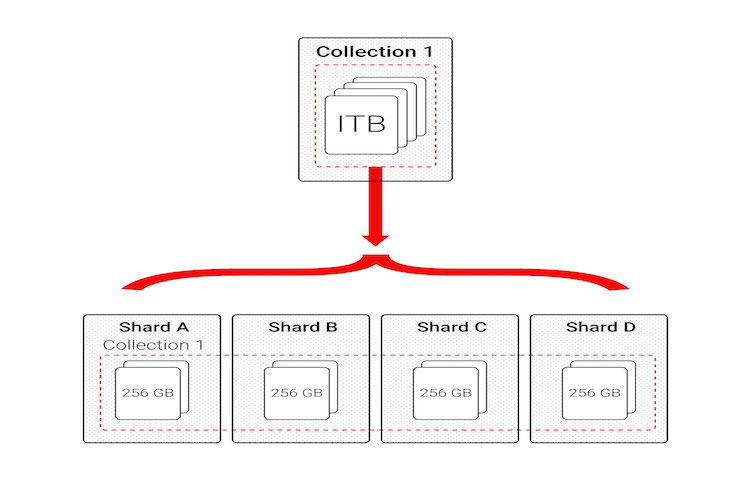 Collection 1
ITB
Shard A
Collection 1
256 GB
Shard B
256 GB
Shard C
256 GB
Shard D
256 GB